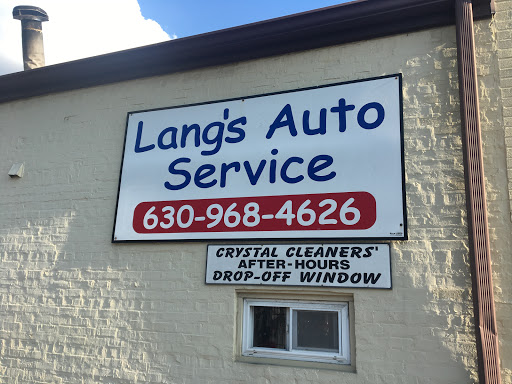 Lang's Auto
Service
630-968-4626
CRYSTAL CLEANERS'
AFTER-HOURS
DROP-OFF WINDOW